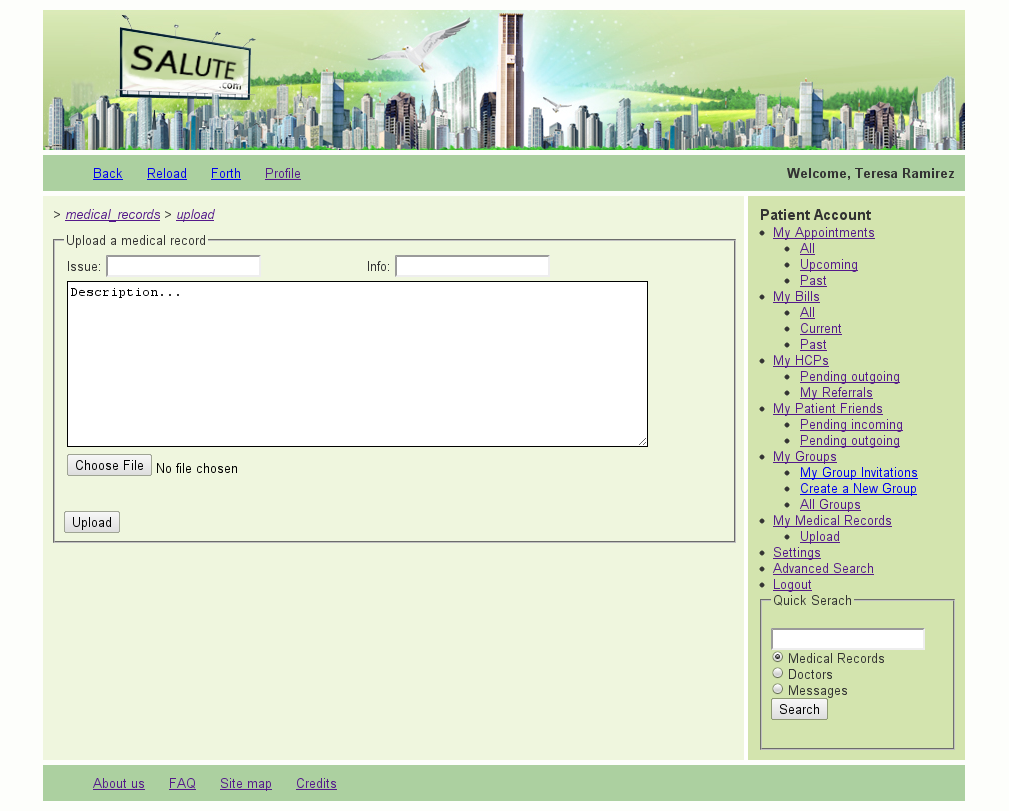 SALUTE
.com
Back Reload Forth Profile Welcome, Teresa Ramirez
> medical_records > upload
Upload a medical record
Issue: Info:
Description...
Choose File No file chosen
Upload
Patient Account
My Appointments
All
Upcoming
Past
My Bills
All
Current
Past
My HCPs
Pending outgoing
My Referrals
My Patient Friends
Pending incoming
Pending outgoing
My Groups
My Group Invitations
Create a New Group
All Groups
My Medical Records
Upload
Settings
Advanced Search
Logout
Quick Serach
Medical Records
Doctors
Messages
Search
About us FAQ Site map Credits